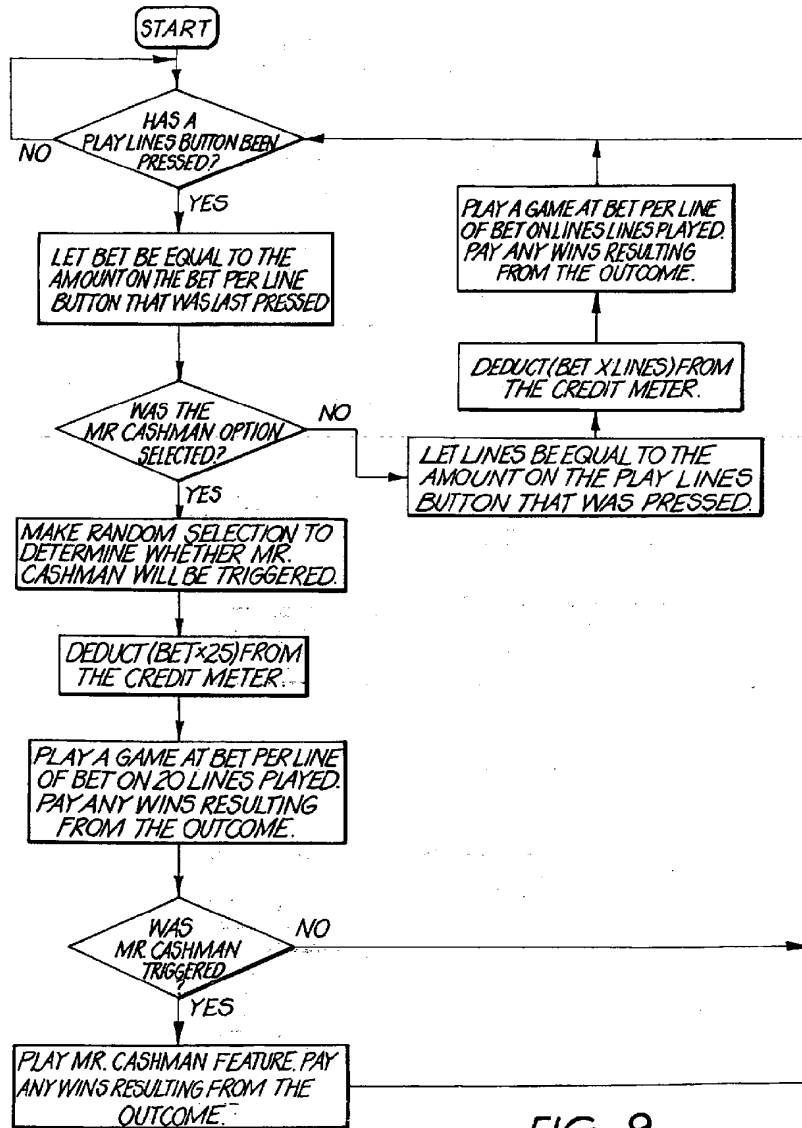 START
HAS A
PLAY LINES BUTTON BEEN
PRESSED?
NO
YES
LET BET BE EQUAL TO THE
AMOUNT ON THE BET PER LINE
BUTTON THAT WAS LAST PRESSED
WAS THE
MR CASHMAN OPTION
SELECTED?
NO
YES
PLAY A GAME AT BET PER LINE
OF BET ON LINES LINES PLAYED.
PAY ANY WINS RESULTING
FROM THE OUTCOME.
DEDUCT (BET X LINES) FROM
THE CREDIT METER.
LET LINES BE EQUAL TO THE
AMOUNT ON THE PLAY LINES
BUTTON THAT WAS PRESSED.
MAKE RANDOM SELECTION TO
DETERMINE WHETHER MR.
CASHMAN WILL BE TRIGGERED.
DEDUCT (BET×25) FROM
THE CREDIT METER.
PLAY A GAME AT BET PER LINE
OF BET ON 20 LINES PLAYED.
PAY ANY WINS RESULTING
FROM THE OUTCOME.
WAS
MR. CASHMAN
TRIGGERED
?
NO
YES
PLAY MR. CASHMAN FEATURE. PAY
ANY WINS RESULTING FROM THE
OUTCOME.
FIG. 9